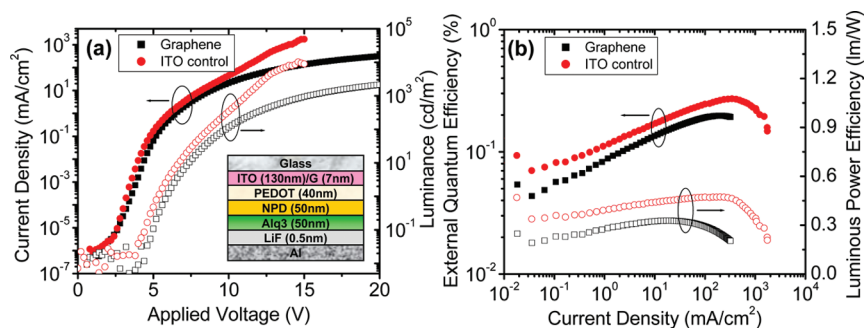 (a)
Graphene
ITO control
Current Density (mA/cm²)
10³
10¹
10⁻¹
10⁻³
10⁻⁵
10⁻⁷
0 5 10 15 20
Applied Voltage (V)
Luminance (cd/m²)
10⁵
10³
10¹
10⁻¹
Glass
ITO (130nm)/G (7nm)
PEDOT (40nm)
NPD (50nm)
Alq3 (50nm)
LiF (0.5nm)
Al
(b)
Graphene
ITO control
External Quantum Efficiency (%)
10⁰
10⁻¹
10⁻²
10⁻² 10⁻¹ 10⁰ 10¹ 10² 10³ 10⁴
Current Density (mA/cm²)
Luminous Power Efficiency (lm/W)
1.5
1.2
0.9
0.6
0.3
0.0